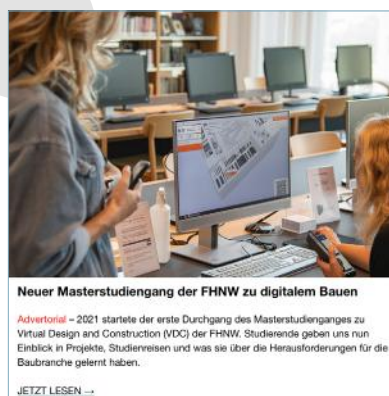 Neuer Masterstudiengang der FHNW zu digitalem Bauen
Advertorial – 2021 startete der erste Durchgang des Masterstudienganges zu
Virtual Design and Construction (VDC) der FHNW. Studierende geben uns nun
Einblick in Projekte, Studienreisen und was sie über die Herausforderungen für die
Baubranche gelernt haben.
JETZT LESEN →